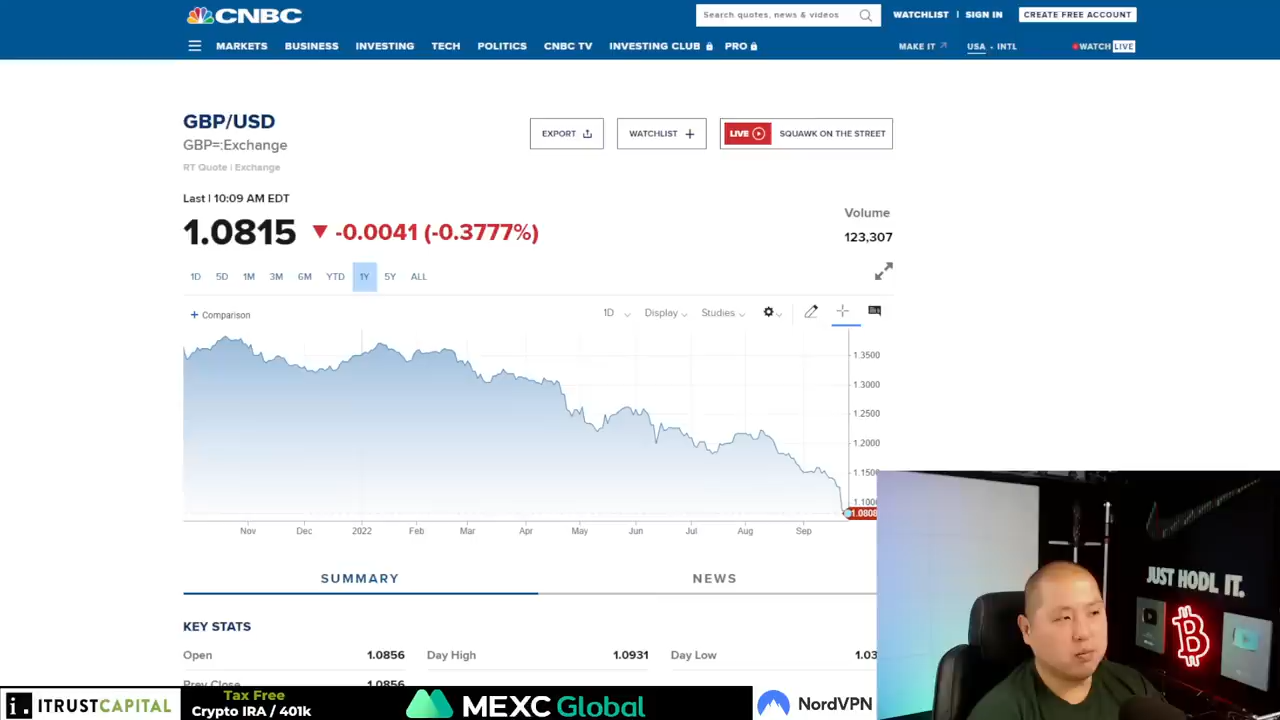 CNBC
Search quotes, news & videos
WATCHLIST | SIGN IN
CREATE FREE ACCOUNT
MARKETS BUSINESS INVESTING TECH POLITICS CNBC TV INVESTING CLUB PRO
MAKE IT USA • INTL WATCH LIVE
GBP/USD
GBP=:Exchange
RT Quote | Exchange
EXPORT
WATCHLIST +
LIVE SQUAWK ON THE STREET
Last | 10:09 AM EDT
1.0815 ▼ -0.0041 (-0.3777%)
Volume
123,307
1D 5D 1M 3M 6M YTD 1Y 5Y ALL
+ Comparison
1D Display Studies
1.3500
1.3000
1.2500
1.2000
1.1500
1.1000
1.0808
Nov Dec 2022 Feb Mar Apr May Jun Jul Aug Sep
SUMMARY NEWS
KEY STATS
Open 1.0856 Day High 1.0931 Day Low 1.03
Prev Close 1.0856
JUST HODL IT.
i. ITRUSTCAPITAL
Tax Free
Crypto IRA / 401k
MEXC Global
NordVPN